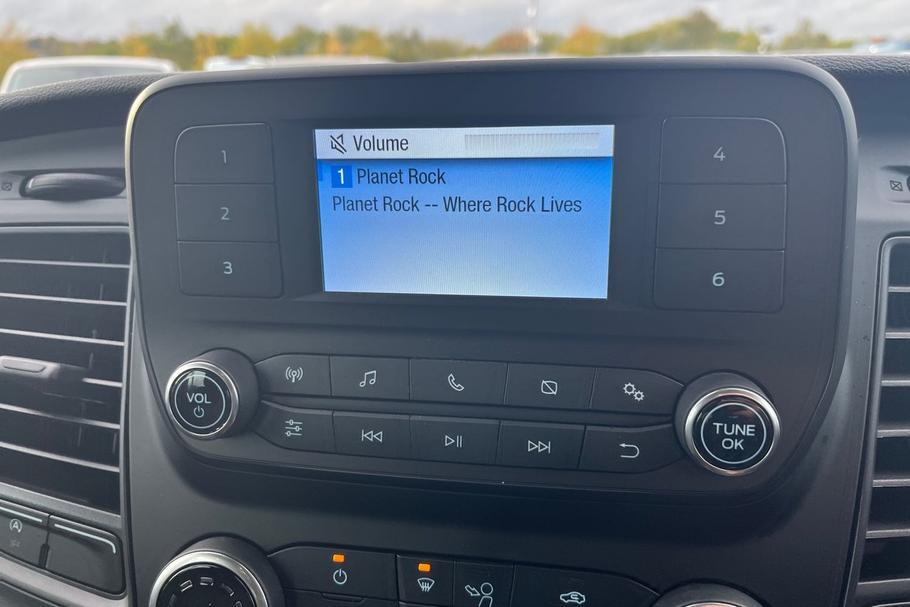 Volume
1 Planet Rock
Planet Rock -- Where Rock Lives
1
2
3
4
5
6
VOL
TUNE
OK
A